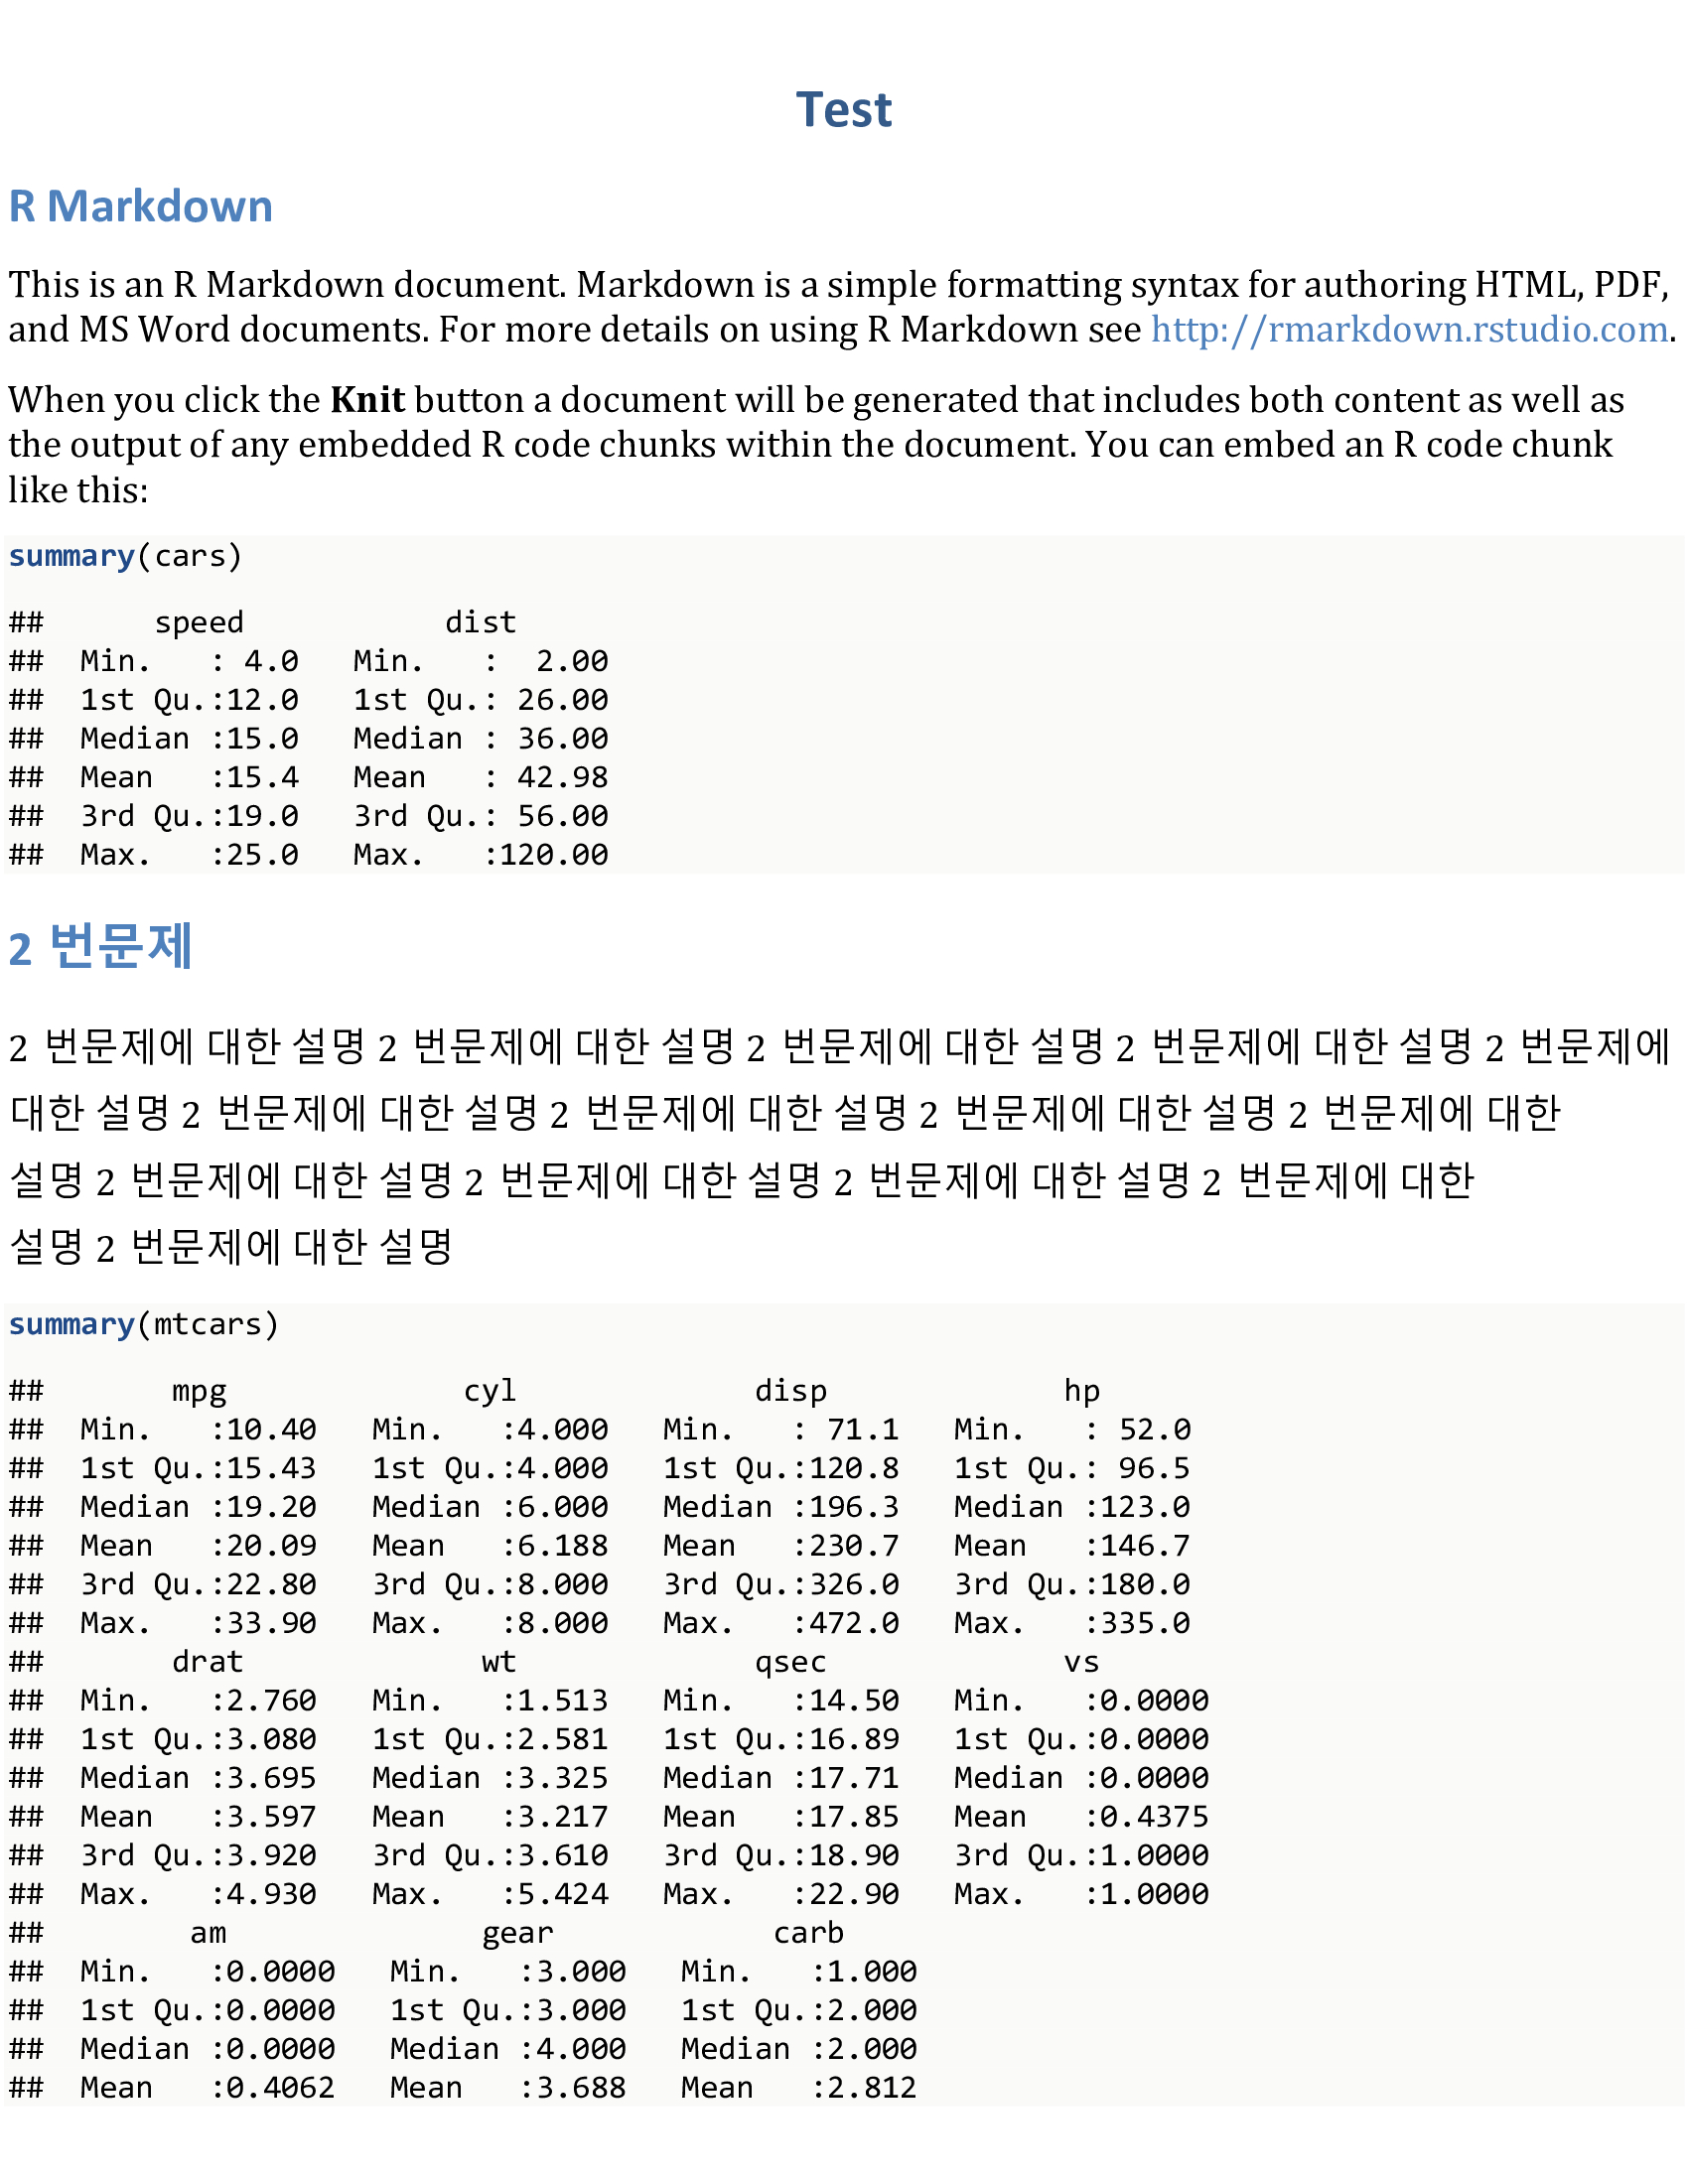 Test
R Markdown
This is an R Markdown document. Markdown is a simple formatting syntax for authoring HTML, PDF,
and MS Word documents. For more details on using R Markdown see http://rmarkdown.rstudio.com.
When you click the Knit button a document will be generated that includes both content as well as
the output of any embedded R code chunks within the document. You can embed an R code chunk
like this:
summary(cars)
##      speed           dist
##  Min.   : 4.0   Min.   :  2.00
##  1st Qu.:12.0   1st Qu.: 26.00
##  Median :15.0   Median : 36.00
##  Mean   :15.4   Mean   : 42.98
##  3rd Qu.:19.0   3rd Qu.: 56.00
##  Max.   :25.0   Max.   :120.00
2 번문제
2 번문제에 대한 설명 2 번문제에 대한 설명 2 번문제에 대한 설명 2 번문제에 대한 설명 2 번문제에
대한 설명 2 번문제에 대한 설명 2 번문제에 대한 설명 2 번문제에 대한 설명 2 번문제에 대한
설명 2 번문제에 대한 설명 2 번문제에 대한 설명 2 번문제에 대한 설명 2 번문제에 대한
설명 2 번문제에 대한 설명
summary(mtcars)
##       mpg             cyl             disp             hp
##  Min.   :10.40   Min.   :4.000   Min.   : 71.1   Min.   : 52.0
##  1st Qu.:15.43   1st Qu.:4.000   1st Qu.:120.8   1st Qu.: 96.5
##  Median :19.20   Median :6.000   Median :196.3   Median :123.0
##  Mean   :20.09   Mean   :6.188   Mean   :230.7   Mean   :146.7
##  3rd Qu.:22.80   3rd Qu.:8.000   3rd Qu.:326.0   3rd Qu.:180.0
##  Max.   :33.90   Max.   :8.000   Max.   :472.0   Max.   :335.0
##       drat             wt             qsec             vs
##  Min.   :2.760   Min.   :1.513   Min.   :14.50   Min.   :0.0000
##  1st Qu.:3.080   1st Qu.:2.581   1st Qu.:16.89   1st Qu.:0.0000
##  Median :3.695   Median :3.325   Median :17.71   Median :0.0000
##  Mean   :3.597   Mean   :3.217   Mean   :17.85   Mean   :0.4375
##  3rd Qu.:3.920   3rd Qu.:3.610   3rd Qu.:18.90   3rd Qu.:1.0000
##  Max.   :4.930   Max.   :5.424   Max.   :22.90   Max.   :1.0000
##        am              gear            carb
##  Min.   :0.0000   Min.   :3.000   Min.   :1.000
##  1st Qu.:0.0000   1st Qu.:3.000   1st Qu.:2.000
##  Median :0.0000   Median :4.000   Median :2.000
##  Mean   :0.4062   Mean   :3.688   Mean   :2.812